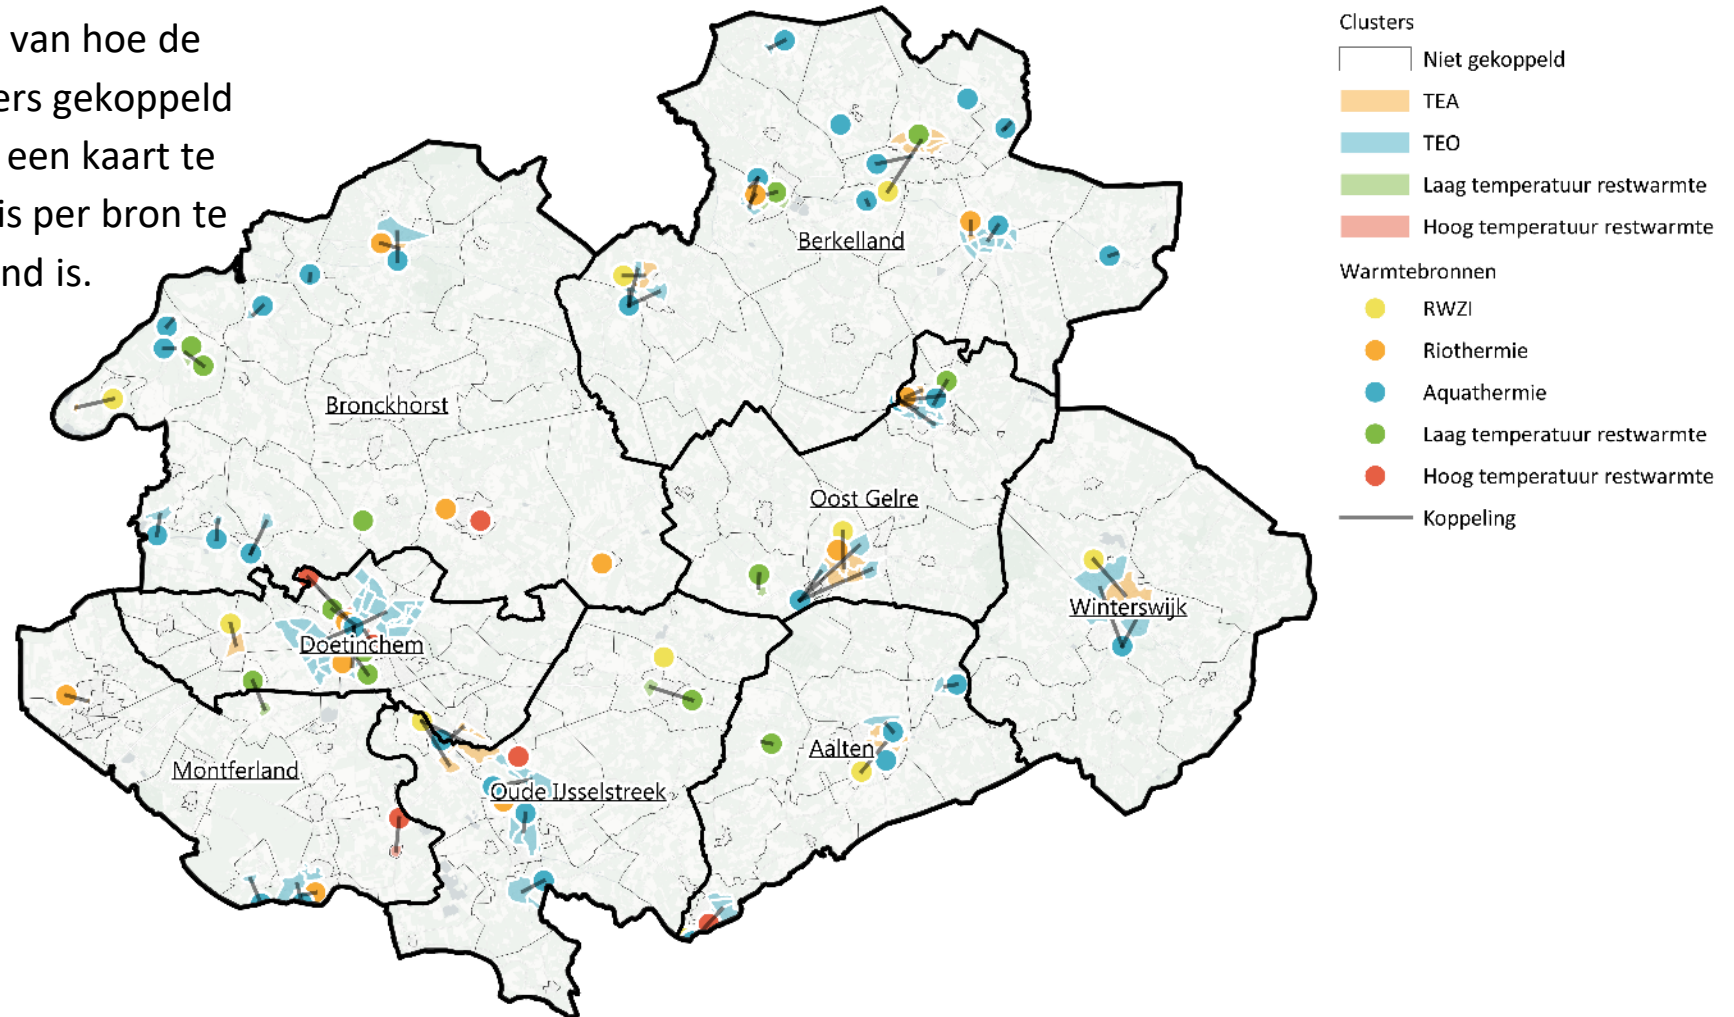 van hoe de
ers gekoppeld
een kaart te
is per bron te
nd is.
Berkelland
Bronckhorst
Oost Gelre
Winterswijk
Doetinchem
Aalten
Montferland
Oude IJsselstreek
Clusters
Niet gekoppeld
TEA
TEO
Laag temperatuur restwarmte
Hoog temperatuur restwarmte
Warmtebronnen
RWZI
Riothermie
Aquathermie
Laag temperatuur restwarmte
Hoog temperatuur restwarmte
Koppeling